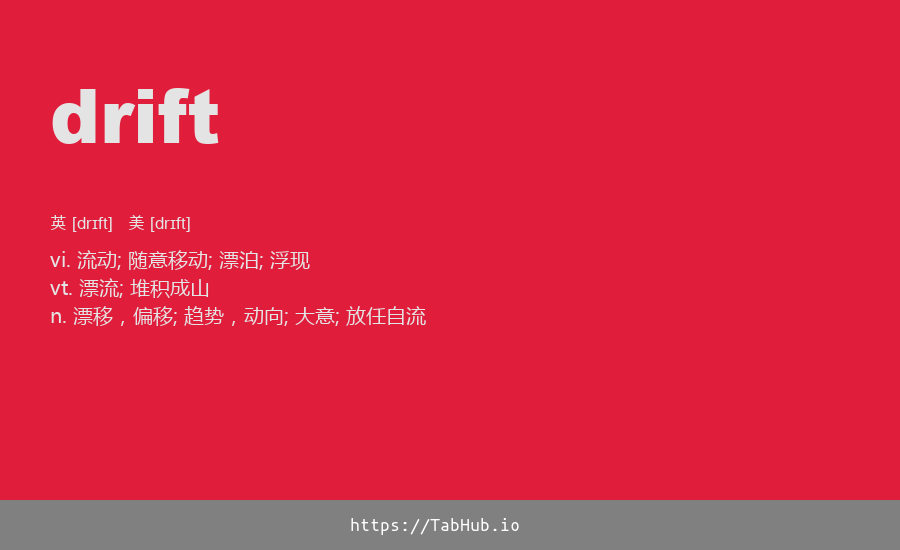 drift
英 [drɪft] 美 [drɪft]
vi. 流动; 随意移动; 漂泊; 浮现
vt. 漂流; 堆积成山
n. 漂移，偏移; 趋势，动向; 大意; 放任自流
https://TabHub.io